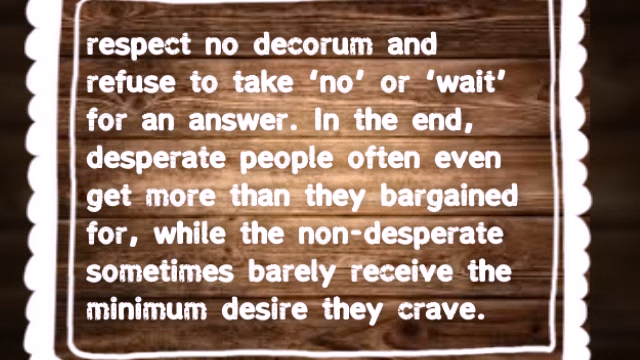 respect no decorum and
refuse to take ‘no’ or ‘wait’
for an answer. In the end,
desperate people often even
get more than they bargained
for, while the non-desperate
sometimes barely receive the
minimum desire they crave.